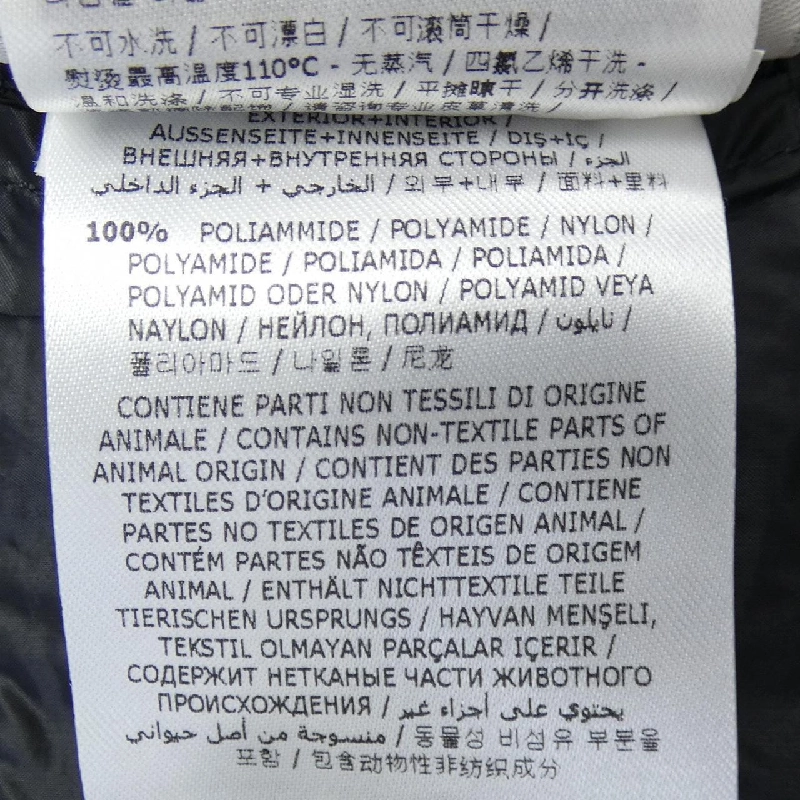 不可水洗 / 不可漂白 / 不可滚筒干燥 /
熨烫最高温度110°C - 无蒸汽 / 四氯乙烯干洗 -
温和洗涤 / 不可专业湿洗 / 平摊晾干 / 分开洗涤 /
EXTERIOR+INTERIOR /
AUSSENSEITE+INNENSEITE / DIŞ+İÇ /
ВНЕШНЯЯ+ВНУТРЕННЯЯ СТОРОНЫ / الجزء
الخارجي + الجزء الداخلي / 외부+내부 / 面料+里料
100% POLIAMMIDE / POLYAMIDE / NYLON /
POLYAMIDE / POLIAMIDA / POLIAMIDA /
POLYAMID ODER NYLON / POLYAMID VEYA
NAYLON / НЕЙЛОН, ПОЛИАМИД / نايلون /
폴리아마드 / 나일론 / 尼龙
CONTIENE PARTI NON TESSILI DI ORIGINE
ANIMALE / CONTAINS NON-TEXTILE PARTS OF
ANIMAL ORIGIN / CONTIENT DES PARTIES NON
TEXTILES D'ORIGINE ANIMALE / CONTIENE
PARTES NO TEXTILES DE ORIGEN ANIMAL /
CONTÉM PARTES NÃO TÊXTEIS DE ORIGEM
ANIMAL / ENTHÄLT NICHTTEXTILE TEILE
TIERISCHEN URSPRUNGS / HAYVAN MENŞELİ,
TEKSTIL OLMAYAN PARÇALAR İÇERIR /
СОДЕРЖИТ НЕТКАНЫЕ ЧАСТИ ЖИВОТНОГО
ПРОИСХОЖДЕНИЯ / يحتوي على أجزاء غير
منسوجة من أصل حيواني / 동물성 비섬유 부분을
포함 / 包含动物性非纺织成分